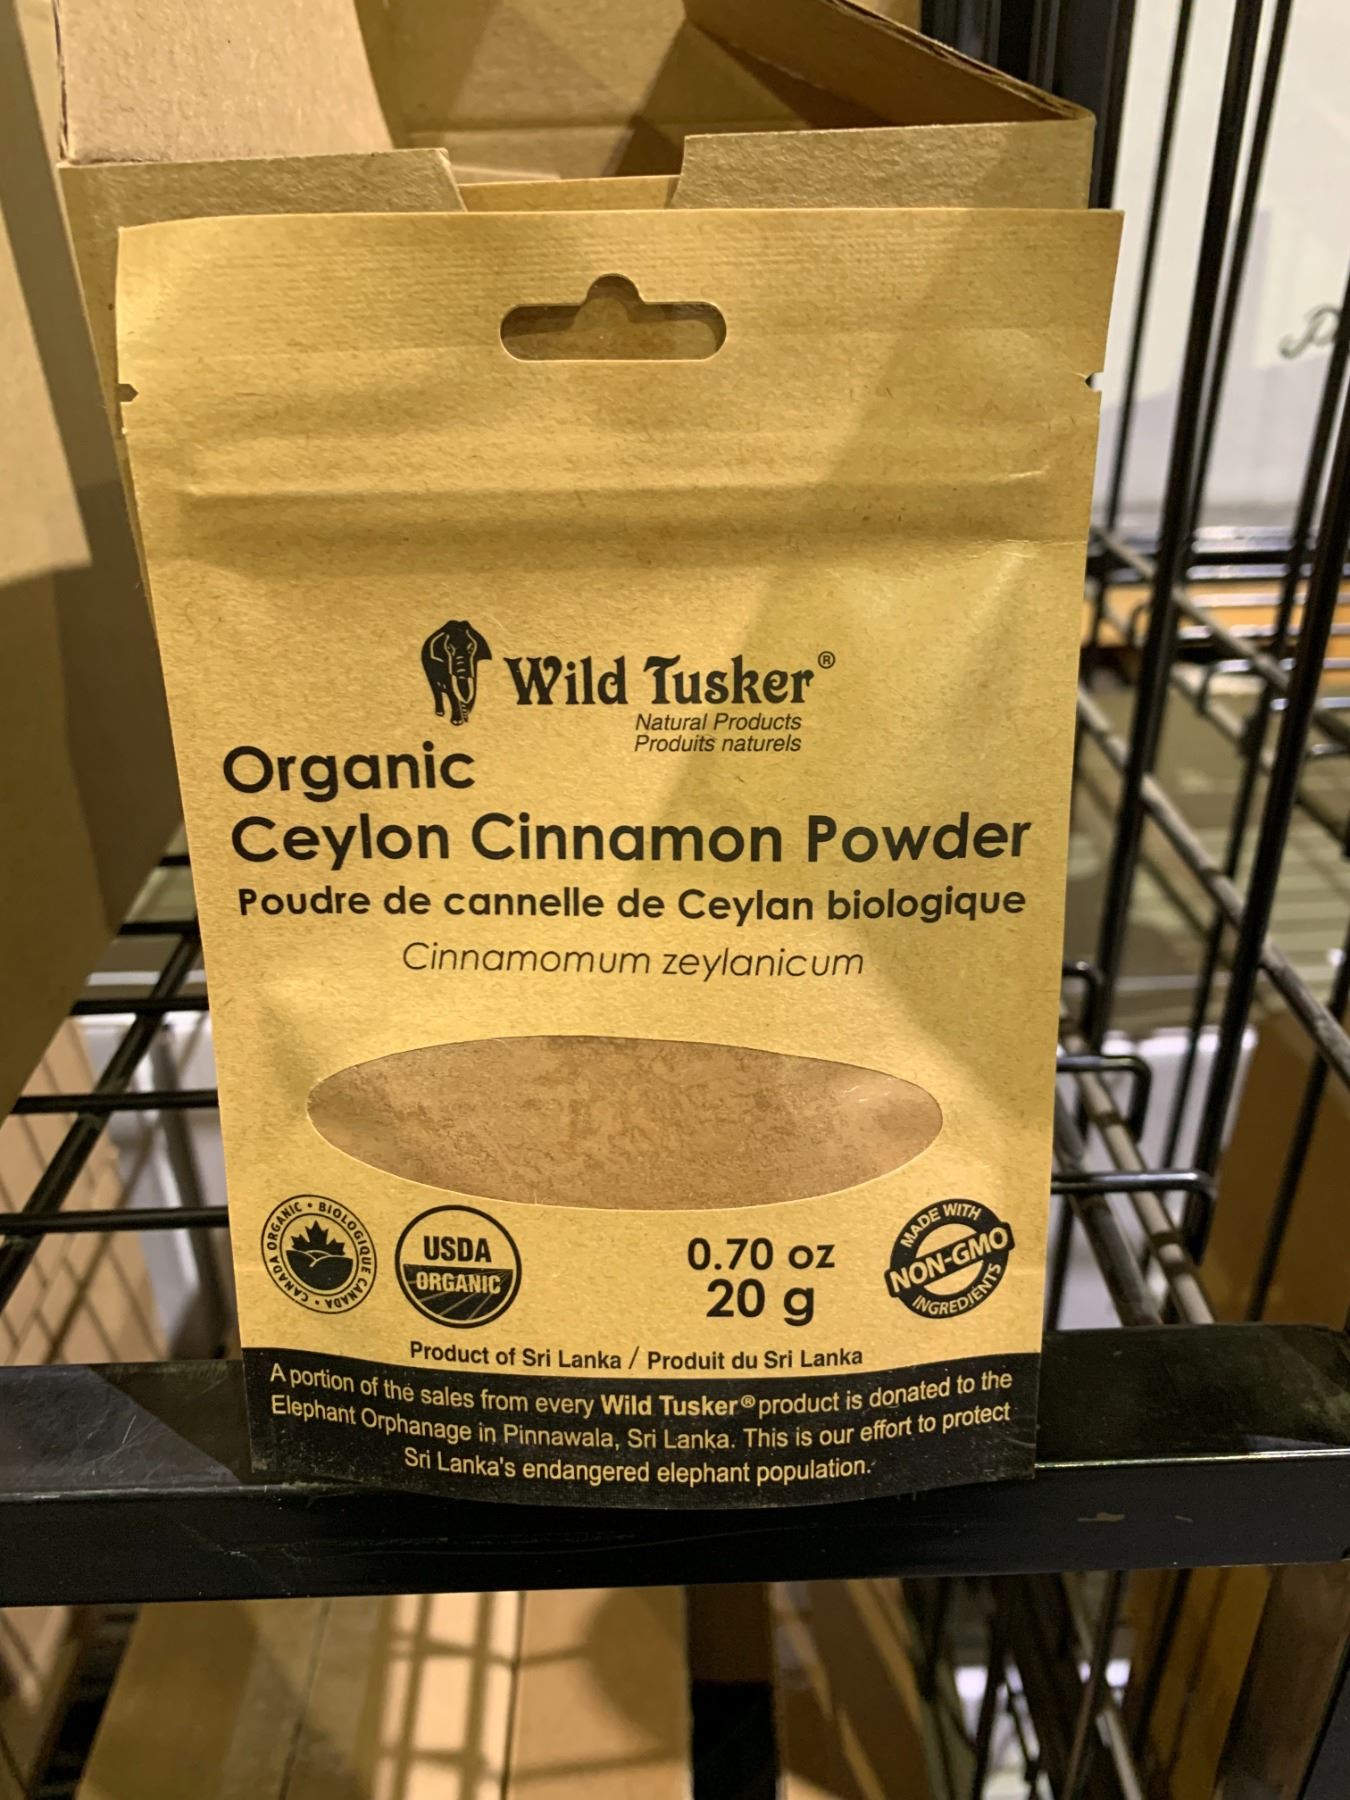 Wild Tusker®
Natural Products
Produits naturels
Organic
Ceylon Cinnamon Powder
Poudre de cannelle de Ceylan biologique
Cinnamomum zeylanicum
CANADA ORGANIC • BIOLOGIQUE CANADA •
USDA
ORGANIC
0.70 oz
20 g
MADE WITH
NON-GMO
INGREDIENTS
Product of Sri Lanka / Produit du Sri Lanka
A portion of the sales from every Wild Tusker® product is donated to the
Elephant Orphanage in Pinnawala, Sri Lanka. This is our effort to protect
Sri Lanka's endangered elephant population.